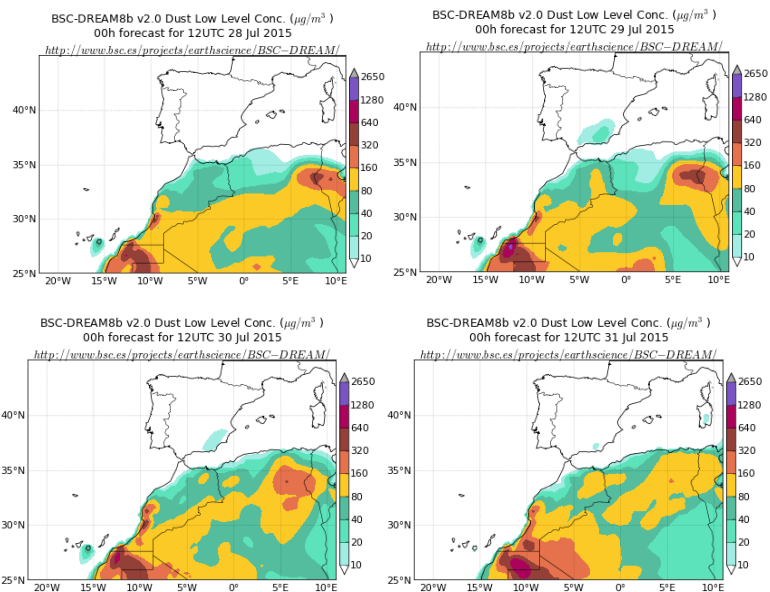 BSC-DREAM8b v2.0 Dust Low Level Conc. (μg/m³ )
00h forecast for 12UTC 28 Jul 2015
http://www.bsc.es/projects/earthscience/BSC−DREAM/
40°N
35°N
30°N
25°N
20°W 15°W 10°W 5°W 0° 5°E 10°E
2650
1280
640
320
160
80
40
20
10
BSC-DREAM8b v2.0 Dust Low Level Conc. (μg/m³ )
00h forecast for 12UTC 29 Jul 2015
http://www.bsc.es/projects/earthscience/BSC−DREAM/
40°N
35°N
30°N
25°N
20°W 15°W 10°W 5°W 0° 5°E 10°E
2650
1280
640
320
160
80
40
20
10
BSC-DREAM8b v2.0 Dust Low Level Conc. (μg/m³ )
00h forecast for 12UTC 30 Jul 2015
http://www.bsc.es/projects/earthscience/BSC−DREAM/
40°N
35°N
30°N
25°N
20°W 15°W 10°W 5°W 0° 5°E 10°E
2650
1280
640
320
160
80
40
20
10
BSC-DREAM8b v2.0 Dust Low Level Conc. (μg/m³ )
00h forecast for 12UTC 31 Jul 2015
http://www.bsc.es/projects/earthscience/BSC−DREAM/
40°N
35°N
30°N
25°N
20°W 15°W 10°W 5°W 0° 5°E 10°E
2650
1280
640
320
160
80
40
20
10